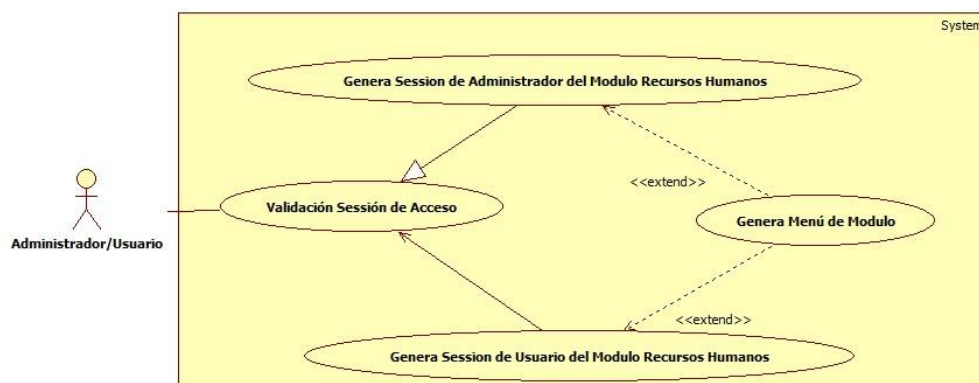 System
Genera Session de Administrador del Modulo Recursos Humanos
<<extend>>
Validación Sessión de Acceso
Genera Menú de Modulo
Administrador/Usuario
<<extend>>
Genera Session de Usuario del Modulo Recursos Humanos